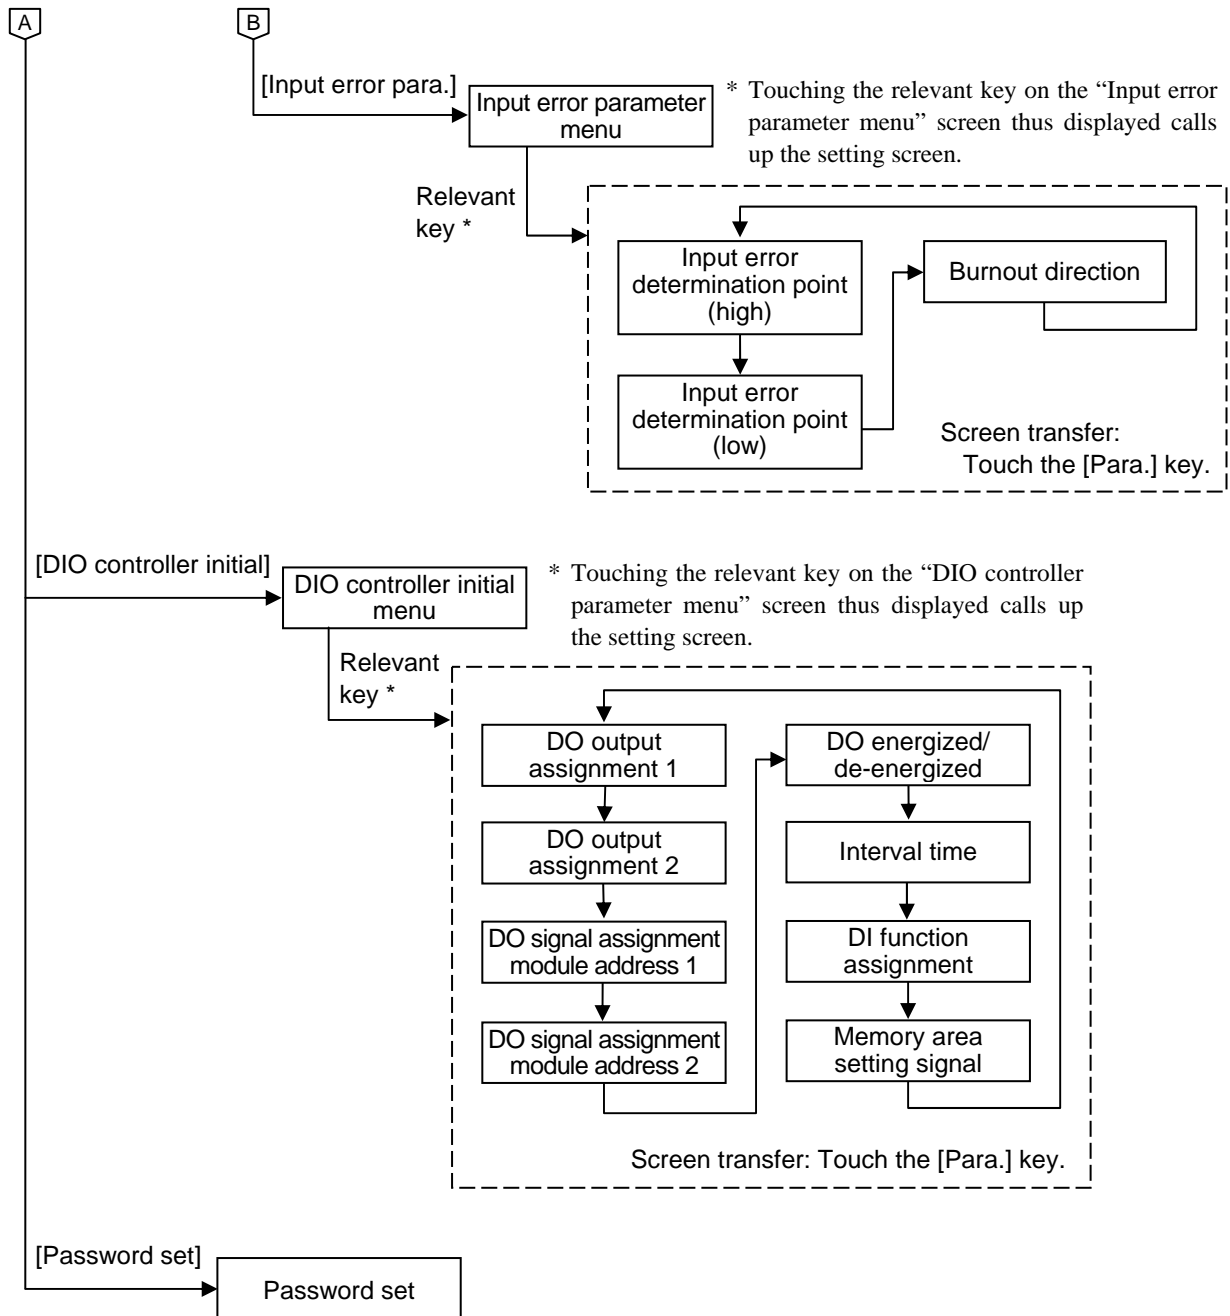 A
B
[Input error para.]
Input error parameter
menu
* Touching the relevant key on the “Input error
parameter menu” screen thus displayed calls
up the setting screen.
Relevant
key *
Input error
determination point
(high)
Burnout direction
Input error
determination point
(low)
Screen transfer:
Touch the [Para.] key.
[DIO controller initial]
DIO controller initial
menu
* Touching the relevant key on the “DIO controller
parameter menu” screen thus displayed calls up
the setting screen.
Relevant
key *
DO output
assignment 1
DO output
assignment 2
DO signal assignment
module address 1
DO signal assignment
module address 2
DO energized/
de-energized
Interval time
DI function
assignment
Memory area
setting signal
Screen transfer: Touch the [Para.] key.
[Password set]
Password set